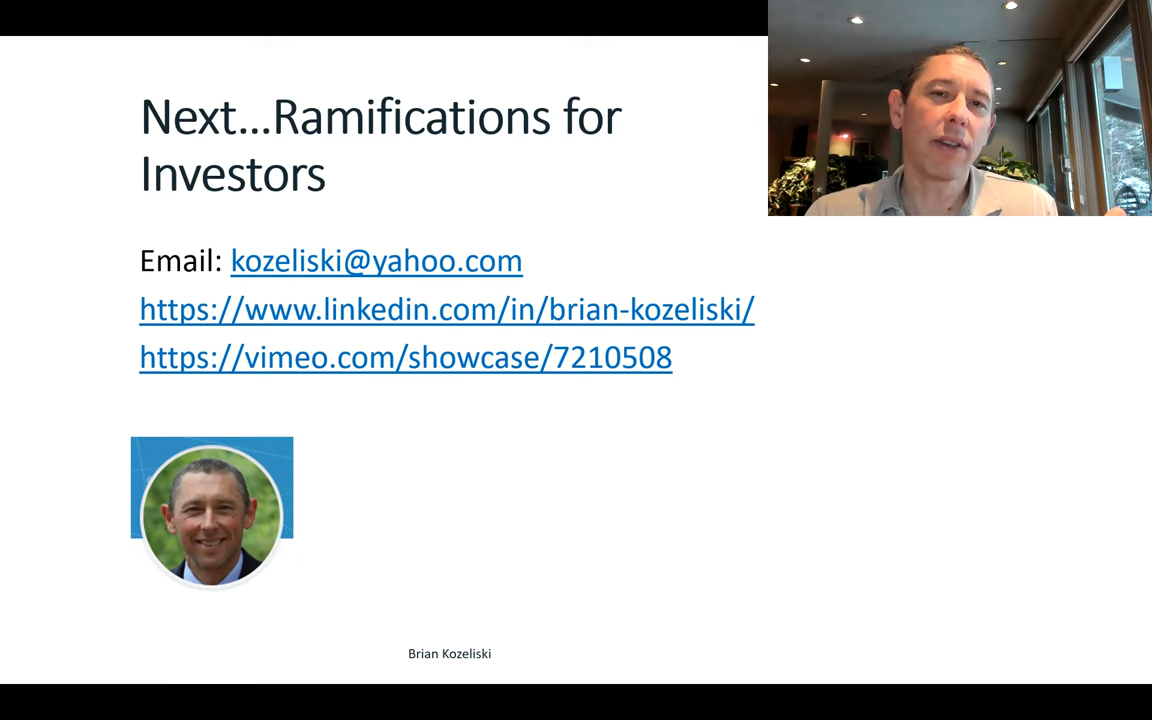 Next...Ramifications for
Investors
Email: kozeliski@yahoo.com
https://www.linkedin.com/in/brian-kozeliski/
https://vimeo.com/showcase/7210508
Brian Kozeliski